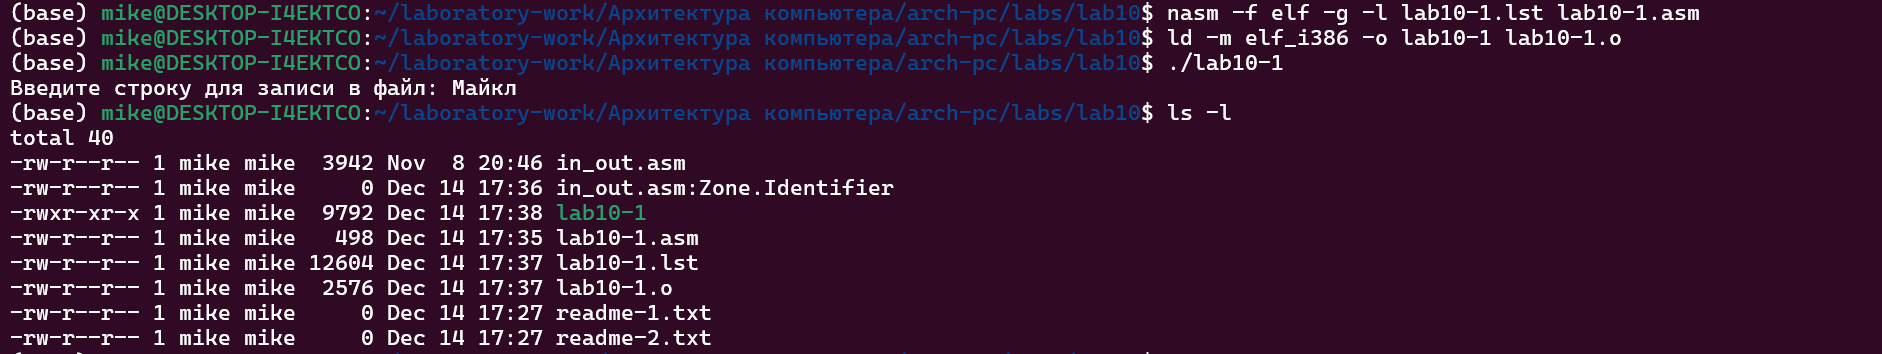 (base) mike@DESKTOP-I4EKTCO:~/laboratory-work/Архитектура компьютера/arch-pc/labs/lab10$ nasm -f elf -g -l lab10-1.lst lab10-1.asm
(base) mike@DESKTOP-I4EKTCO:~/laboratory-work/Архитектура компьютера/arch-pc/labs/lab10$ ld -m elf_i386 -o lab10-1 lab10-1.o
(base) mike@DESKTOP-I4EKTCO:~/laboratory-work/Архитектура компьютера/arch-pc/labs/lab10$ ./lab10-1
Введите строку для записи в файл: Майкл
(base) mike@DESKTOP-I4EKTCO:~/laboratory-work/Архитектура компьютера/arch-pc/labs/lab10$ ls -l
total 40
-rw-r--r-- 1 mike mike  3942 Nov  8 20:46 in_out.asm
-rw-r--r-- 1 mike mike     0 Dec 14 17:36 in_out.asm:Zone.Identifier
-rwxr-xr-x 1 mike mike  9792 Dec 14 17:38 lab10-1
-rw-r--r-- 1 mike mike   498 Dec 14 17:35 lab10-1.asm
-rw-r--r-- 1 mike mike 12604 Dec 14 17:37 lab10-1.lst
-rw-r--r-- 1 mike mike  2576 Dec 14 17:37 lab10-1.o
-rw-r--r-- 1 mike mike     0 Dec 14 17:27 readme-1.txt
-rw-r--r-- 1 mike mike     0 Dec 14 17:27 readme-2.txt